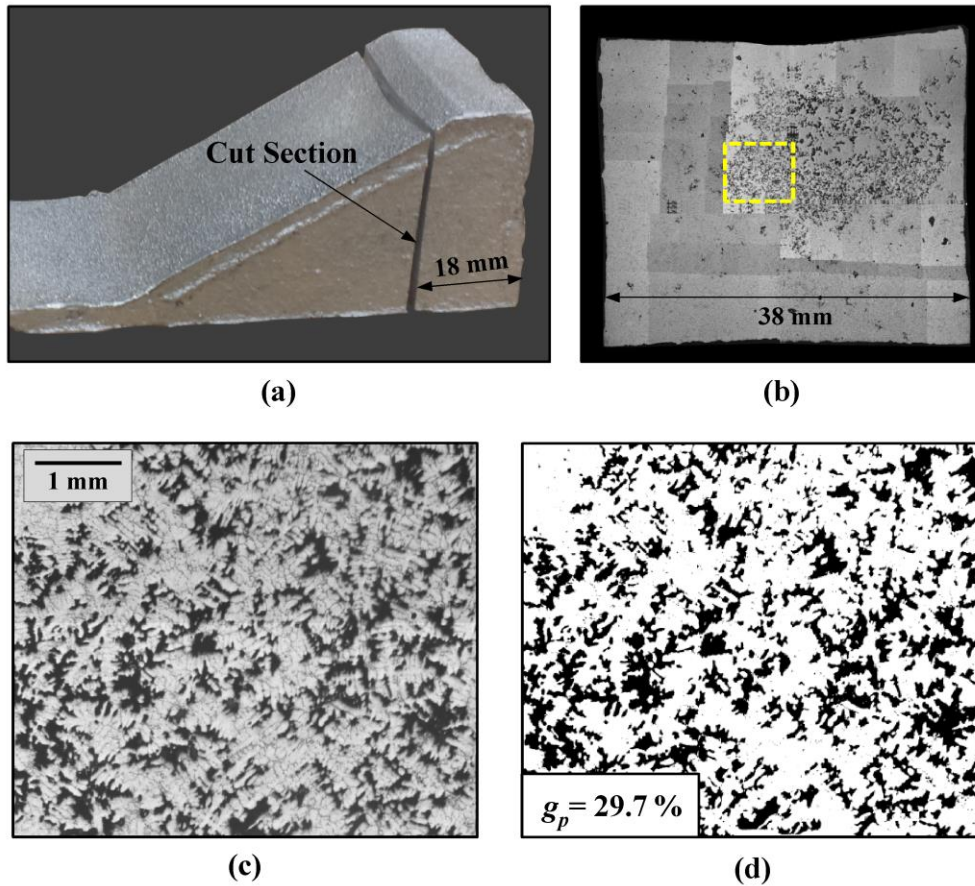 Cut Section
18 mm
(a)
38 mm
(b)
1 mm
(c)
g_p = 29.7 %
(d)